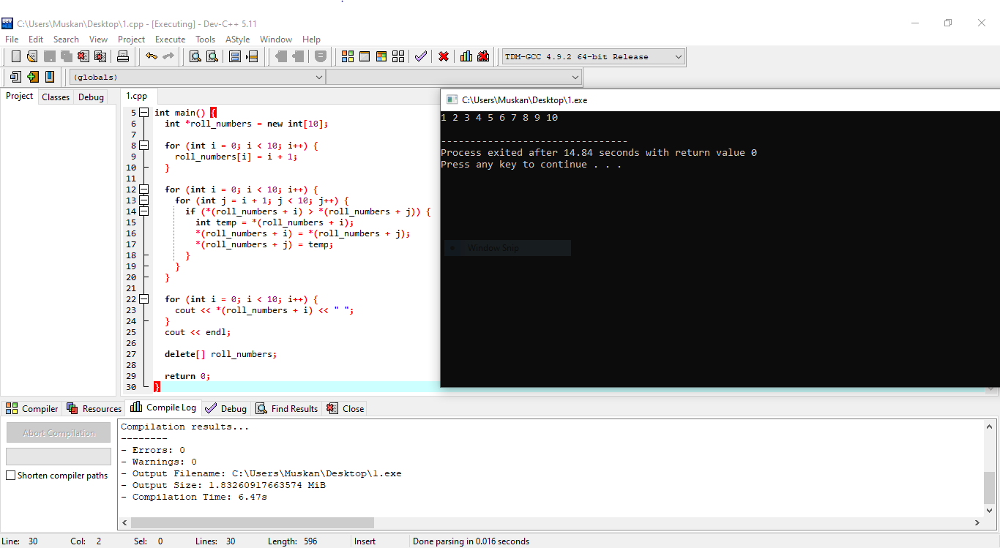 C:\Users\Muskan\Desktop\1.cpp - [Executing] - Dev-C++ 5.11
File Edit Search View Project Execute Tools AStyle Window Help
TDM-GCC 4.9.2 64-bit Release
(globals)
Project Classes Debug
1.cpp
5 int main() {
6 int *roll_numbers = new int[10];
7
8 for (int i = 0; i < 10; i++) {
9 roll_numbers[i] = i + 1;
10 }
11
12 for (int i = 0; i < 10; i++) {
13 for (int j = i + 1; j < 10; j++) {
14 if (*(roll_numbers + i) > *(roll_numbers + j)) {
15 int temp = *(roll_numbers + i);
16 *(roll_numbers + i) = *(roll_numbers + j);
17 *(roll_numbers + j) = temp;
18 }
19 }
20 }
21
22 for (int i = 0; i < 10; i++) {
23 cout << *(roll_numbers + i) << " ";
24 }
25 cout << endl;
26
27 delete[] roll_numbers;
28
29 return 0;
30 }
C:\Users\Muskan\Desktop\1.exe
1 2 3 4 5 6 7 8 9 10
--------------------------------
Process exited after 14.84 seconds with return value 0
Press any key to continue . . .
Window Snip
Compiler Resources Compile Log Debug Find Results Close
Abort Compilation
Shorten compiler paths
Compilation results...
--------
- Errors: 0
- Warnings: 0
- Output Filename: C:\Users\Muskan\Desktop\1.exe
- Output Size: 1.83260917663574 MiB
- Compilation Time: 6.47s
Line: 30 Col: 2 Sel: 0 Lines: 30 Length: 596 Insert Done parsing in 0.016 seconds